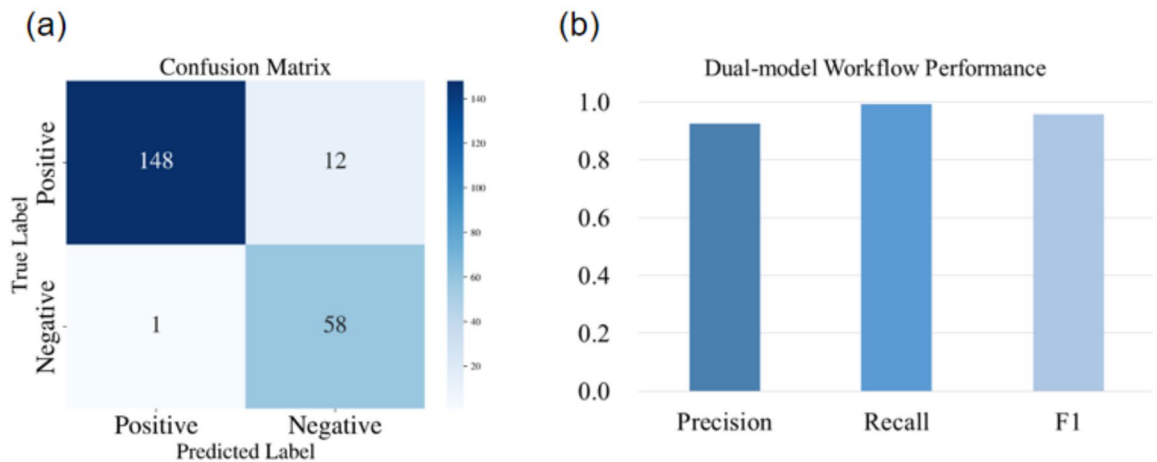 (a)
Confusion Matrix
True Label
Positive
Negative
148
12
1
58
Positive
Negative
Predicted Label
140
120
100
80
60
40
20
(b)
Dual-model Workflow Performance
1.0
0.8
0.6
0.4
0.2
0.0
Precision
Recall
F1